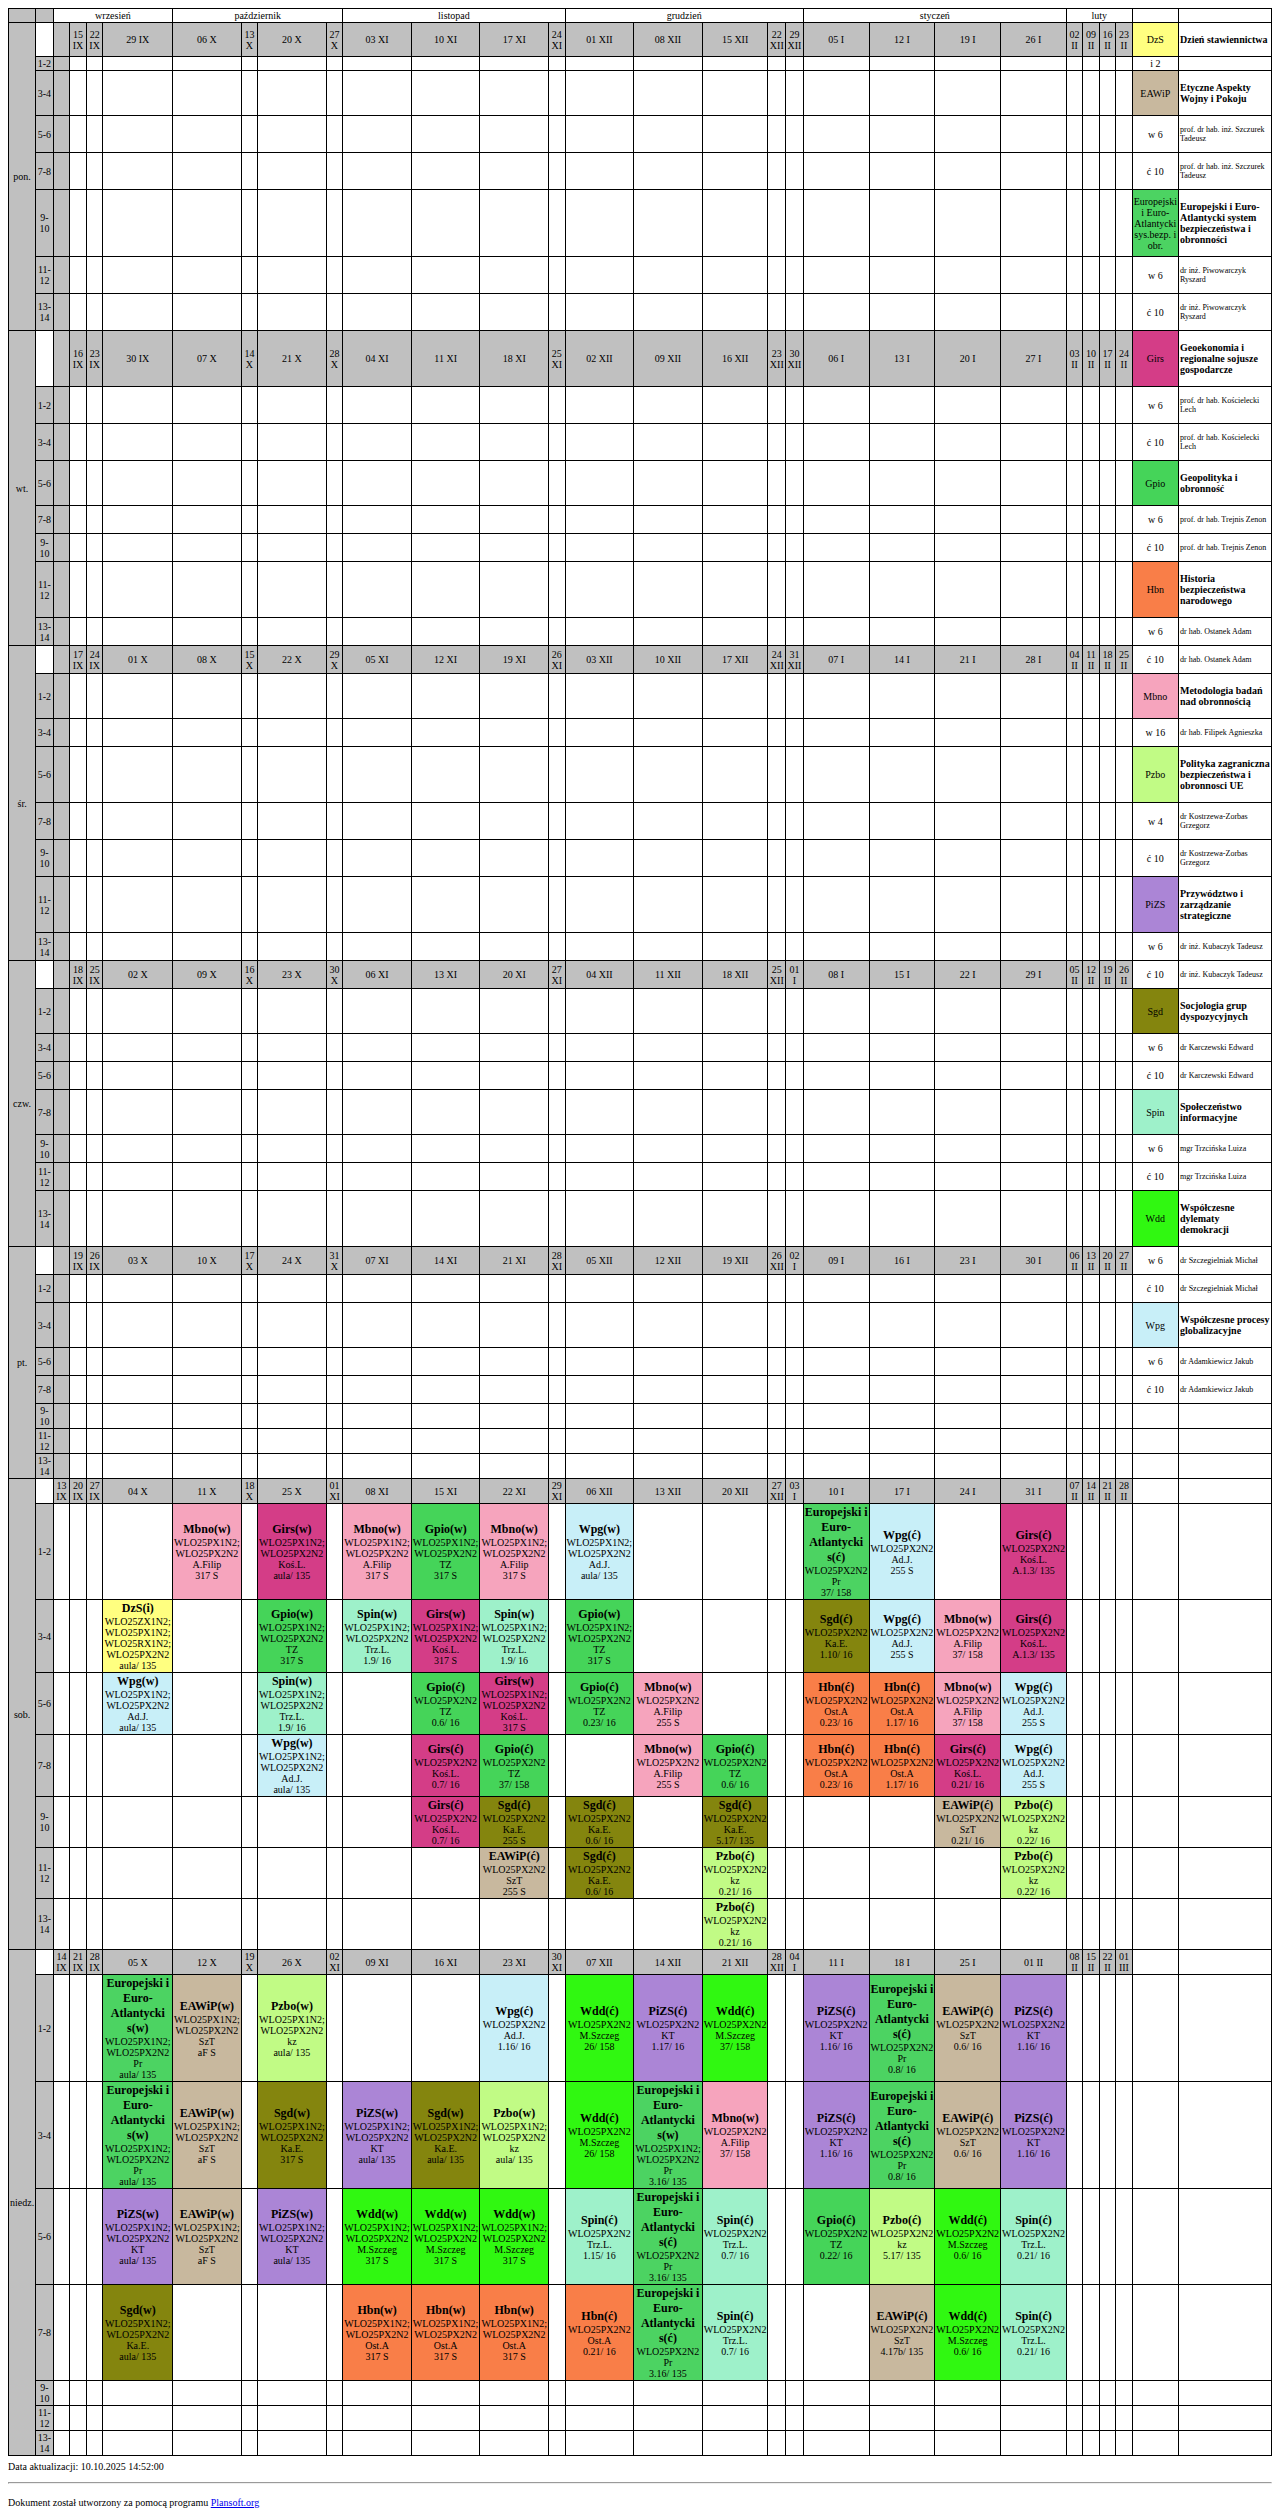 wrzesień październik listopad grudzień styczeń luty
pon. 15 IX 22 IX 29 IX 06 X 13 X 20 X 27 X 03 XI 10 XI 17 XI 24 XI 01 XII 08 XII 15 XII 22 XII 29 XII 05 I 12 I 19 I 26 I 02 II 09 II 16 II 23 II DzS Dzień stawiennictwa
1-2 i 2
3-4 EAWiP Etyczne Aspekty Wojny i Pokoju
5-6 w 6 prof. dr hab. inż. Szczurek Tadeusz
7-8 ć 10 prof. dr hab. inż. Szczurek Tadeusz
9-10 Europejski i Euro-Atlantycki sys.bezp. i obr. Europejski i Euro-Atlantycki system bezpieczeństwa i obronności
11-12 w 6 dr inż. Piwowarczyk Ryszard
13-14 ć 10 dr inż. Piwowarczyk Ryszard
wt. 16 IX 23 IX 30 IX 07 X 14 X 21 X 28 X 04 XI 11 XI 18 XI 25 XI 02 XII 09 XII 16 XII 23 XII 30 XII 06 I 13 I 20 I 27 I 03 II 10 II 17 II 24 II Girs Geoekonomia i regionalne sojusze gospodarcze
1-2 w 6 prof. dr hab. Kościelecki Lech
3-4 ć 10 prof. dr hab. Kościelecki Lech
5-6 Gpio Geopolityka i obronność
7-8 w 6 prof. dr hab. Trejnis Zenon
9-10 ć 10 prof. dr hab. Trejnis Zenon
11-12 Hbn Historia bezpieczeństwa narodowego
13-14 w 6 dr hab. Ostanek Adam
śr. 17 IX 24 IX 01 X 08 X 15 X 22 X 29 X 05 XI 12 XI 19 XI 26 XI 03 XII 10 XII 17 XII 24 XII 31 XII 07 I 14 I 21 I 28 I 04 II 11 II 18 II 25 II ć 10 dr hab. Ostanek Adam
1-2 Mbno Metodologia badań nad obronnością
3-4 w 16 dr hab. Filipek Agnieszka
5-6 Pzbo Polityka zagraniczna bezpieczeństwa i obronnosci UE
7-8 w 4 dr Kostrzewa-Zorbas Grzegorz
9-10 ć 10 dr Kostrzewa-Zorbas Grzegorz
11-12 PiZS Przywództwo i zarządzanie strategiczne
13-14 w 6 dr inż. Kubaczyk Tadeusz
czw. 18 IX 25 IX 02 X 09 X 16 X 23 X 30 X 06 XI 13 XI 20 XI 27 XI 04 XII 11 XII 18 XII 25 XII 01 I 08 I 15 I 22 I 29 I 05 II 12 II 19 II 26 II ć 10 dr inż. Kubaczyk Tadeusz
1-2 Sgd Socjologia grup dyspozycyjnych
3-4 w 6 dr Karczewski Edward
5-6 ć 10 dr Karczewski Edward
7-8 Spin Społeczeństwo informacyjne
9-10 w 6 mgr Trzcińska Luiza
11-12 ć 10 mgr Trzcińska Luiza
13-14 Wdd Współczesne dylematy demokracji
pt. 19 IX 26 IX 03 X 10 X 17 X 24 X 31 X 07 XI 14 XI 21 XI 28 XI 05 XII 12 XII 19 XII 26 XII 02 I 09 I 16 I 23 I 30 I 06 II 13 II 20 II 27 II w 6 dr Szczegielniak Michał
1-2 ć 10 dr Szczegielniak Michał
3-4 Wpg Współczesne procesy globalizacyjne
5-6 w 6 dr Adamkiewicz Jakub
7-8 ć 10 dr Adamkiewicz Jakub
9-10
11-12
13-14
sob. 13 IX 20 IX 27 IX 04 X 11 X 18 X 25 X 01 XI 08 XI 15 XI 22 XI 29 XI 06 XII 13 XII 20 XII 27 XII 03 I 10 I 17 I 24 I 31 I 07 II 14 II 21 II 28 II
1-2 Mbno(w) WLO25PX1N2; WLO25PX2N2 A.Filip 317 S Girs(w) WLO25PX1N2; WLO25PX2N2 Koś.L. aula/ 135 Mbno(w) WLO25PX1N2; WLO25PX2N2 A.Filip 317 S Gpio(w) WLO25PX1N2; WLO25PX2N2 TZ 317 S Mbno(w) WLO25PX1N2; WLO25PX2N2 A.Filip 317 S Wpg(w) WLO25PX1N2; WLO25PX2N2 Ad.J. aula/ 135 Europejski i Euro-Atlantycki s(ć) WLO25PX2N2 Pr 37/ 158 Wpg(ć) WLO25PX2N2 Ad.J. 255 S Girs(ć) WLO25PX2N2 Koś.L. A.1.3/ 135
3-4 DzS(i) WLO25ZX1N2; WLO25PX1N2; WLO25RX1N2; WLO25PX2N2 aula/ 135 Gpio(w) WLO25PX1N2; WLO25PX2N2 TZ 317 S Spin(w) WLO25PX1N2; WLO25PX2N2 Trz.L. 1.9/ 16 Girs(w) WLO25PX1N2; WLO25PX2N2 Koś.L. 317 S Spin(w) WLO25PX1N2; WLO25PX2N2 Trz.L. 1.9/ 16 Gpio(w) WLO25PX1N2; WLO25PX2N2 TZ 317 S Sgd(ć) WLO25PX2N2 Ka.E. 1.10/ 16 Wpg(ć) WLO25PX2N2 Ad.J. 255 S Mbno(w) WLO25PX2N2 A.Filip 37/ 158 Girs(ć) WLO25PX2N2 Koś.L. A.1.3/ 135
5-6 Wpg(w) WLO25PX1N2; WLO25PX2N2 Ad.J. aula/ 135 Spin(w) WLO25PX1N2; WLO25PX2N2 Trz.L. 1.9/ 16 Gpio(ć) WLO25PX2N2 TZ 0.6/ 16 Girs(w) WLO25PX1N2; WLO25PX2N2 Koś.L. 317 S Gpio(ć) WLO25PX2N2 TZ 0.23/ 16 Mbno(w) WLO25PX2N2 A.Filip 255 S Hbn(ć) WLO25PX2N2 Ost.A 0.23/ 16 Hbn(ć) WLO25PX2N2 Ost.A 1.17/ 16 Mbno(w) WLO25PX2N2 A.Filip 37/ 158 Wpg(ć) WLO25PX2N2 Ad.J. 255 S
7-8 Wpg(w) WLO25PX1N2; WLO25PX2N2 Ad.J. aula/ 135 Girs(ć) WLO25PX2N2 Koś.L. 0.7/ 16 Gpio(ć) WLO25PX2N2 TZ 37/ 158 Mbno(w) WLO25PX2N2 A.Filip 255 S Gpio(ć) WLO25PX2N2 TZ 0.6/ 16 Hbn(ć) WLO25PX2N2 Ost.A 0.23/ 16 Hbn(ć) WLO25PX2N2 Ost.A 1.17/ 16 Girs(ć) WLO25PX2N2 Koś.L. 0.21/ 16 Wpg(ć) WLO25PX2N2 Ad.J. 255 S
9-10 Girs(ć) WLO25PX2N2 Koś.L. 0.7/ 16 Sgd(ć) WLO25PX2N2 Ka.E. 255 S Sgd(ć) WLO25PX2N2 Ka.E. 0.6/ 16 Sgd(ć) WLO25PX2N2 Ka.E. 5.17/ 135 EAWiP(ć) WLO25PX2N2 SzT 0.21/ 16 Pzbo(ć) WLO25PX2N2 kz 0.22/ 16
11-12 EAWiP(ć) WLO25PX2N2 SzT 255 S Sgd(ć) WLO25PX2N2 Ka.E. 0.6/ 16 Pzbo(ć) WLO25PX2N2 kz 0.21/ 16 Pzbo(ć) WLO25PX2N2 kz 0.22/ 16
13-14 Pzbo(ć) WLO25PX2N2 kz 0.21/ 16
niedz. 14 IX 21 IX 28 IX 05 X 12 X 19 X 26 X 02 XI 09 XI 16 XI 23 XI 30 XI 07 XII 14 XII 21 XII 28 XII 04 I 11 I 18 I 25 I 01 II 08 II 15 II 22 II 01 III
1-2 Europejski i Euro-Atlantycki s(w) WLO25PX1N2; WLO25PX2N2 Pr aula/ 135 EAWiP(w) WLO25PX1N2; WLO25PX2N2 SzT aF S Pzbo(w) WLO25PX1N2; WLO25PX2N2 kz aula/ 135 Wpg(ć) WLO25PX2N2 Ad.J. 1.16/ 16 Wdd(ć) WLO25PX2N2 M.Szczeg 26/ 158 PiZS(ć) WLO25PX2N2 KT 1.17/ 16 Wdd(ć) WLO25PX2N2 M.Szczeg 37/ 158 PiZS(ć) WLO25PX2N2 KT 1.16/ 16 Europejski i Euro-Atlantycki s(ć) WLO25PX2N2 Pr 0.8/ 16 EAWiP(ć) WLO25PX2N2 SzT 0.6/ 16 PiZS(ć) WLO25PX2N2 KT 1.16/ 16
3-4 Europejski i Euro-Atlantycki s(w) WLO25PX1N2; WLO25PX2N2 Pr aula/ 135 EAWiP(w) WLO25PX1N2; WLO25PX2N2 SzT aF S Sgd(w) WLO25PX1N2; WLO25PX2N2 Ka.E. 317 S PiZS(w) WLO25PX1N2; WLO25PX2N2 KT aula/ 135 Sgd(w) WLO25PX1N2; WLO25PX2N2 Ka.E. aula/ 135 Pzbo(w) WLO25PX1N2; WLO25PX2N2 kz aula/ 135 Wdd(ć) WLO25PX2N2 M.Szczeg 26/ 158 Europejski i Euro-Atlantycki s(w) WLO25PX1N2; WLO25PX2N2 Pr 3.16/ 135 Mbno(w) WLO25PX2N2 A.Filip 37/ 158 PiZS(ć) WLO25PX2N2 KT 1.16/ 16 Europejski i Euro-Atlantycki s(ć) WLO25PX2N2 Pr 0.8/ 16 EAWiP(ć) WLO25PX2N2 SzT 0.6/ 16 PiZS(ć) WLO25PX2N2 KT 1.16/ 16
5-6 PiZS(w) WLO25PX1N2; WLO25PX2N2 KT aula/ 135 EAWiP(w) WLO25PX1N2; WLO25PX2N2 SzT aF S PiZS(w) WLO25PX1N2; WLO25PX2N2 KT aula/ 135 Wdd(w) WLO25PX1N2; WLO25PX2N2 M.Szczeg 317 S Wdd(w) WLO25PX1N2; WLO25PX2N2 M.Szczeg 317 S Wdd(w) WLO25PX1N2; WLO25PX2N2 M.Szczeg 317 S Spin(ć) WLO25PX2N2 Trz.L. 1.15/ 16 Europejski i Euro-Atlantycki s(ć) WLO25PX2N2 Pr 3.16/ 135 Spin(ć) WLO25PX2N2 Trz.L. 0.7/ 16 Gpio(ć) WLO25PX2N2 TZ 0.22/ 16 Pzbo(ć) WLO25PX2N2 kz 5.17/ 135 Wdd(ć) WLO25PX2N2 M.Szczeg 0.6/ 16 Spin(ć) WLO25PX2N2 Trz.L. 0.21/ 16
7-8 Sgd(w) WLO25PX1N2; WLO25PX2N2 Ka.E. aula/ 135 Hbn(w) WLO25PX1N2; WLO25PX2N2 Ost.A 317 S Hbn(w) WLO25PX1N2; WLO25PX2N2 Ost.A 317 S Hbn(w) WLO25PX1N2; WLO25PX2N2 Ost.A 317 S Hbn(ć) WLO25PX2N2 Ost.A 0.21/ 16 Europejski i Euro-Atlantycki s(ć) WLO25PX2N2 Pr 3.16/ 135 Spin(ć) WLO25PX2N2 Trz.L. 0.7/ 16 EAWiP(ć) WLO25PX2N2 SzT 4.17b/ 135 Wdd(ć) WLO25PX2N2 M.Szczeg 0.6/ 16 Spin(ć) WLO25PX2N2 Trz.L. 0.21/ 16
9-10
11-12
13-14
Data aktualizacji: 10.10.2025 14:52:00
Dokument został utworzony za pomocą programu Plansoft.org